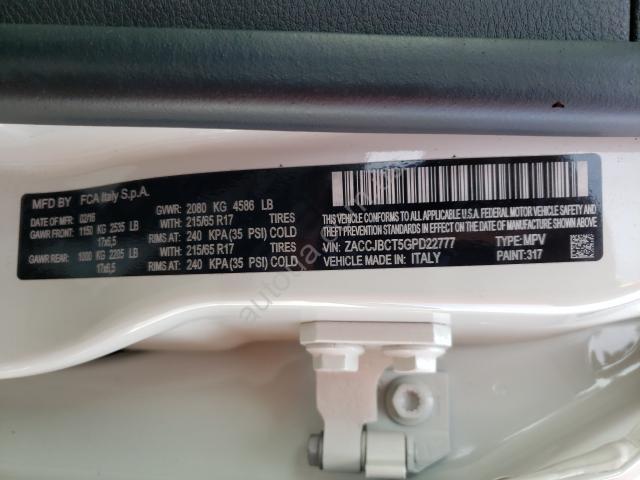 MFD BY FCA Italy S.p.A.
DATE OF MFD: 02/16 GVWR: 2080 KG 4586 LB
GAWR FRONT: 1150 KG 2535 LB 215/65 R17 TIRES
17x6,5 RIMS AT: 240 KPA (35 PSI) COLD
GAWR REAR: 1000 KG 2205 LB 215/65 R17 TIRES
17x6,5 RIMS AT: 240 KPA (35 PSI) COLD
THIS VEHICLE CONFORMS TO ALL APPLICABLE U.S.A. FEDERAL MOTOR
VEHICLE SAFETY, BUMPER, AND THEFT PREVENTION STANDARDS
IN EFFECT ON THE DATE OF MANUFACTURE SHOWN ABOVE.
VIN: ZACCJBCT5GPD22777 TYPE: MPV
VEHICLE MADE IN: ITALY PAINT: 317